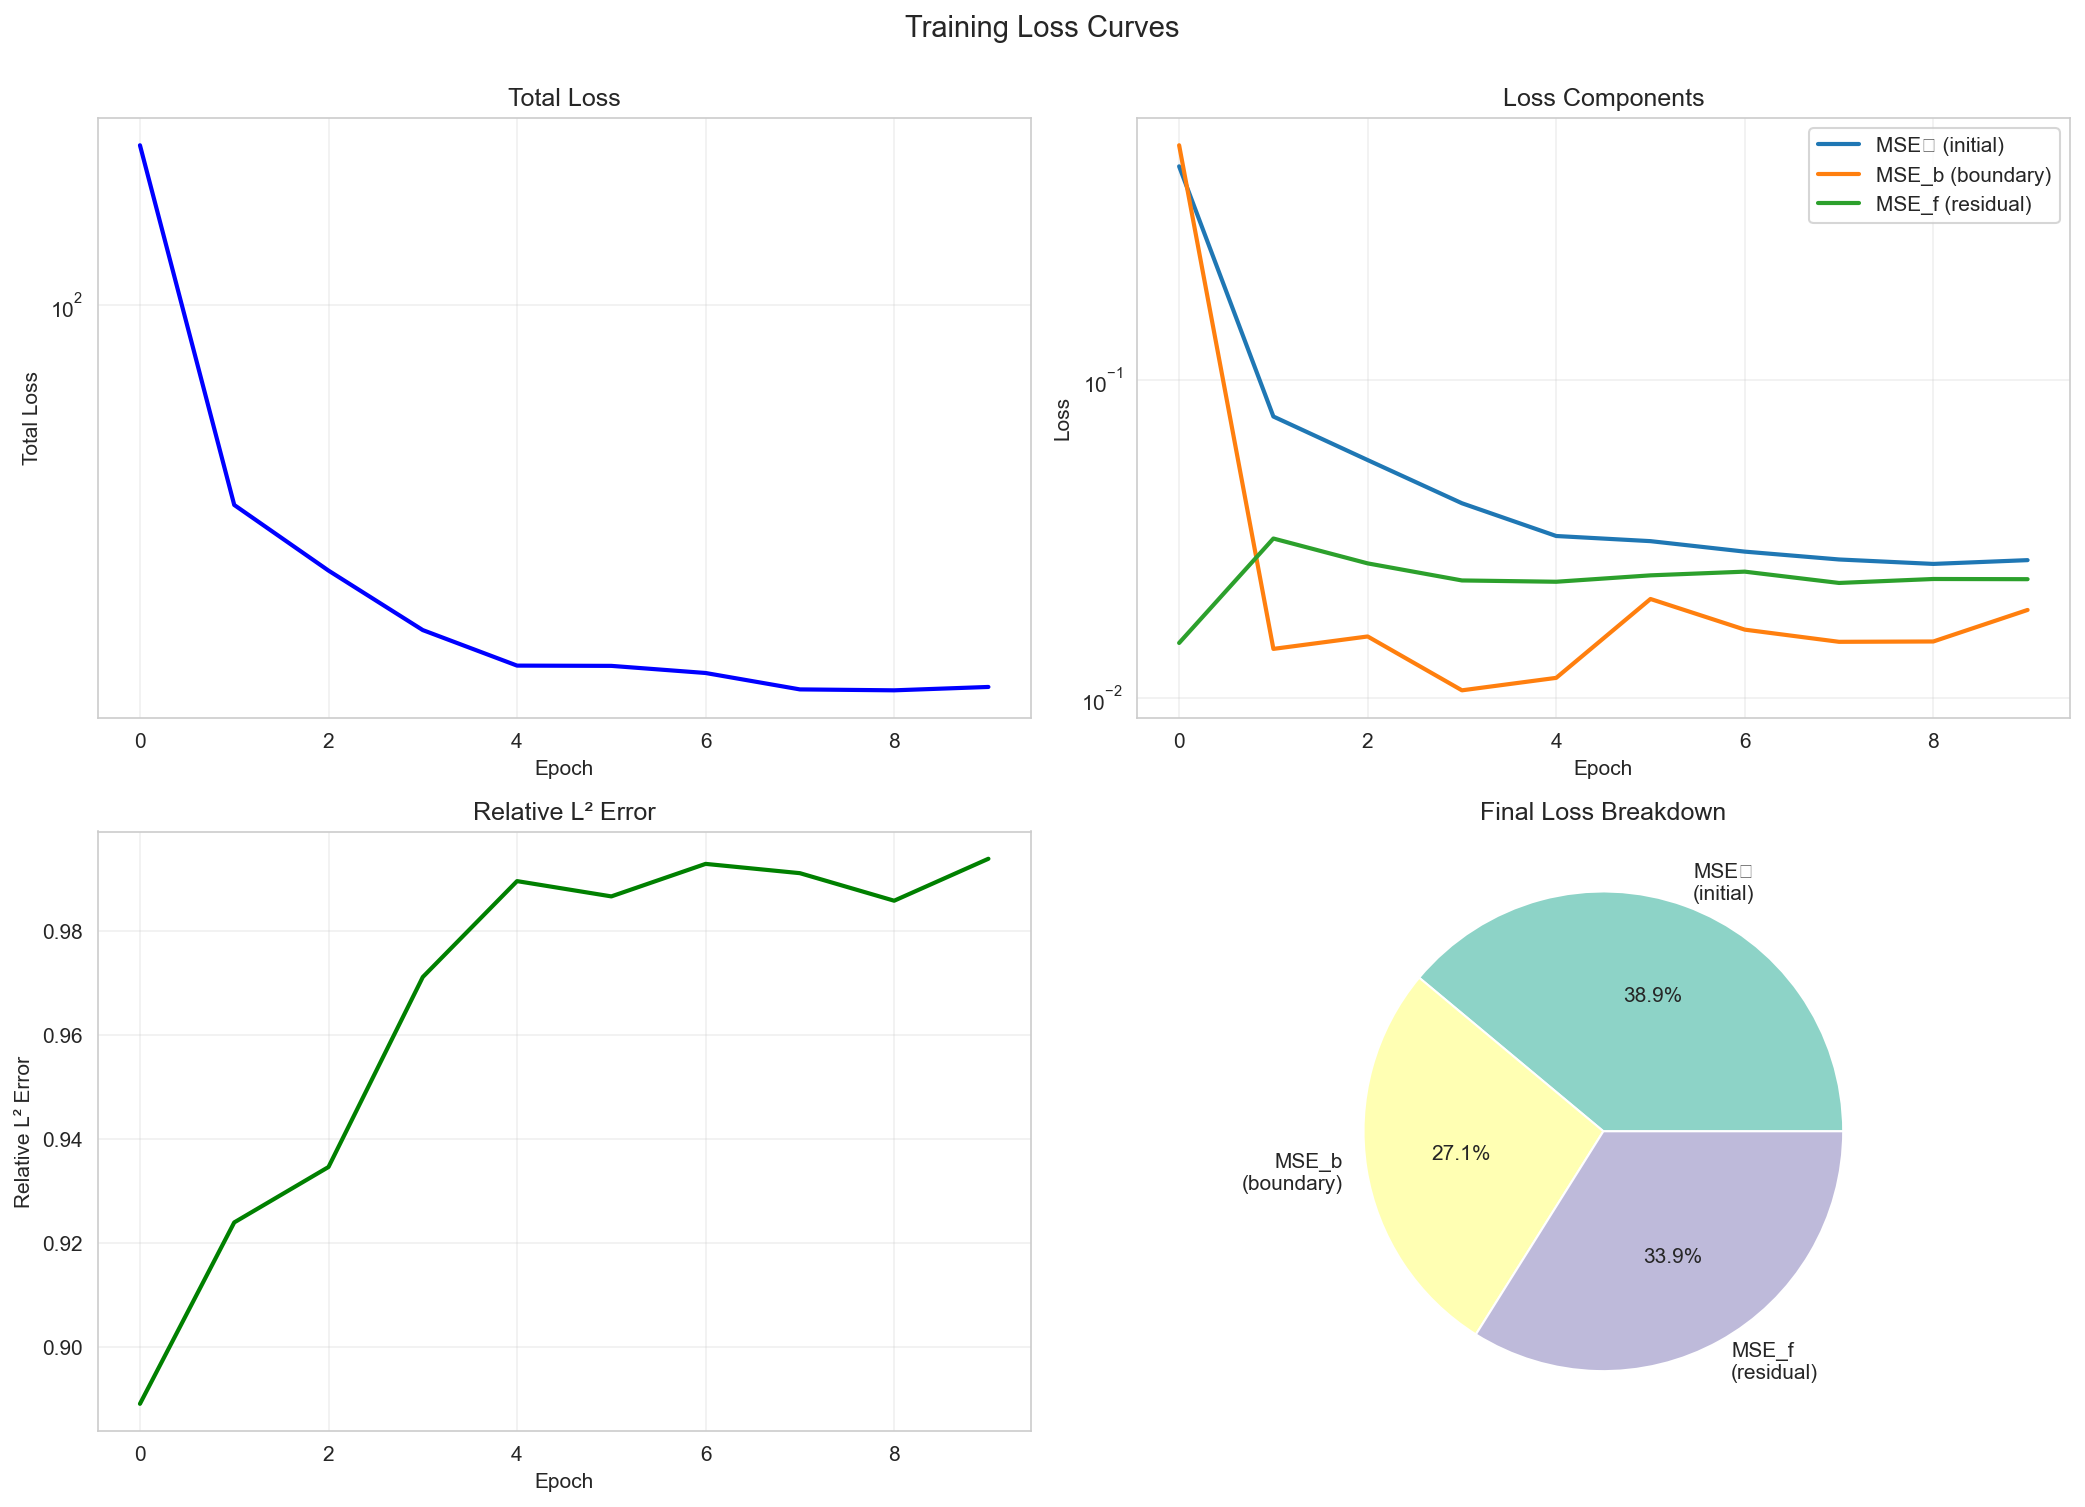 Training Loss Curves
Total Loss
10²
Total Loss
0
2
4
6
8
Epoch
Loss Components
MSE□ (initial)
MSE_b (boundary)
MSE_f (residual)
10⁻¹
10⁻²
Loss
0
2
4
6
8
Epoch
Relative L² Error
0.98
0.96
0.94
0.92
0.90
Relative L² Error
0
2
4
6
8
Epoch
Final Loss Breakdown
MSE□
(initial)
38.9%
27.1%
MSE_b
(boundary)
33.9%
MSE_f
(residual)